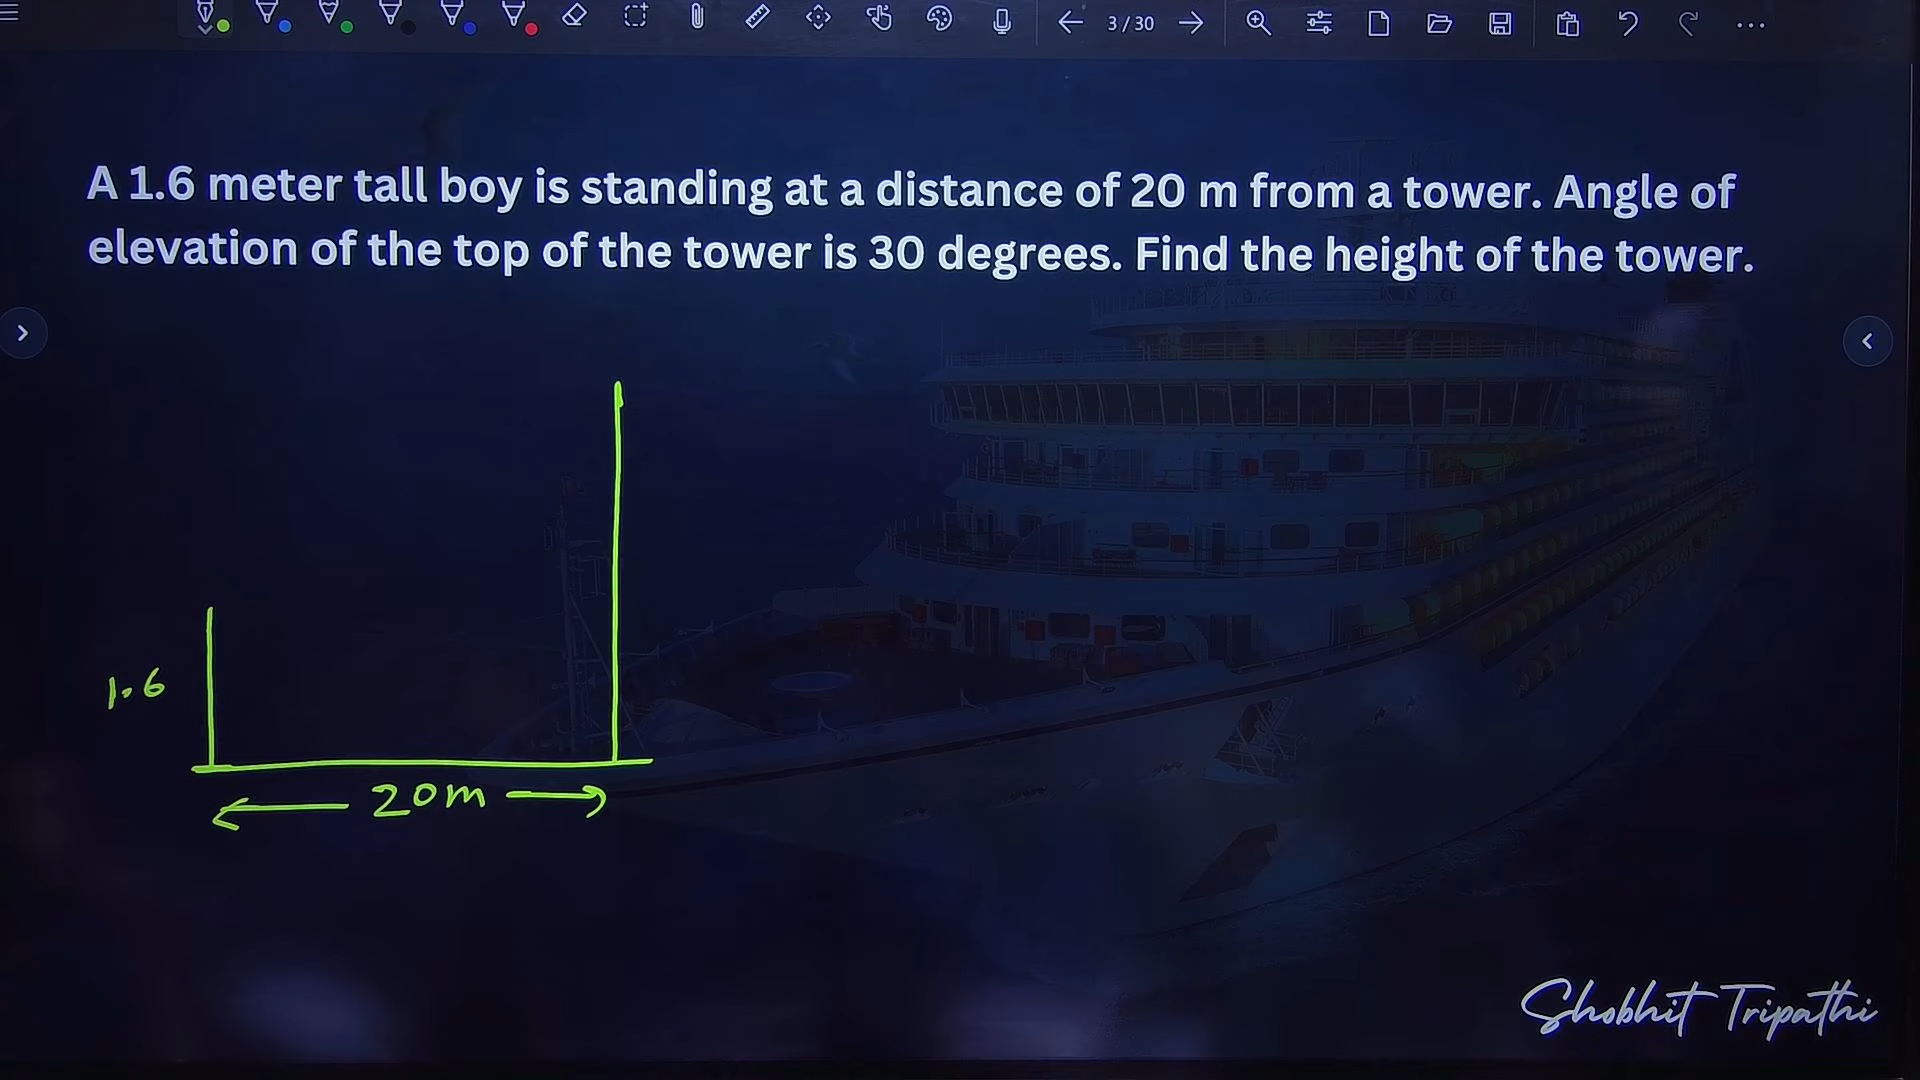 3 / 30
A 1.6 meter tall boy is standing at a distance of 20 m from a tower. Angle of
elevation of the top of the tower is 30 degrees. Find the height of the tower.
1.6
20m
Shobhit Tripathi